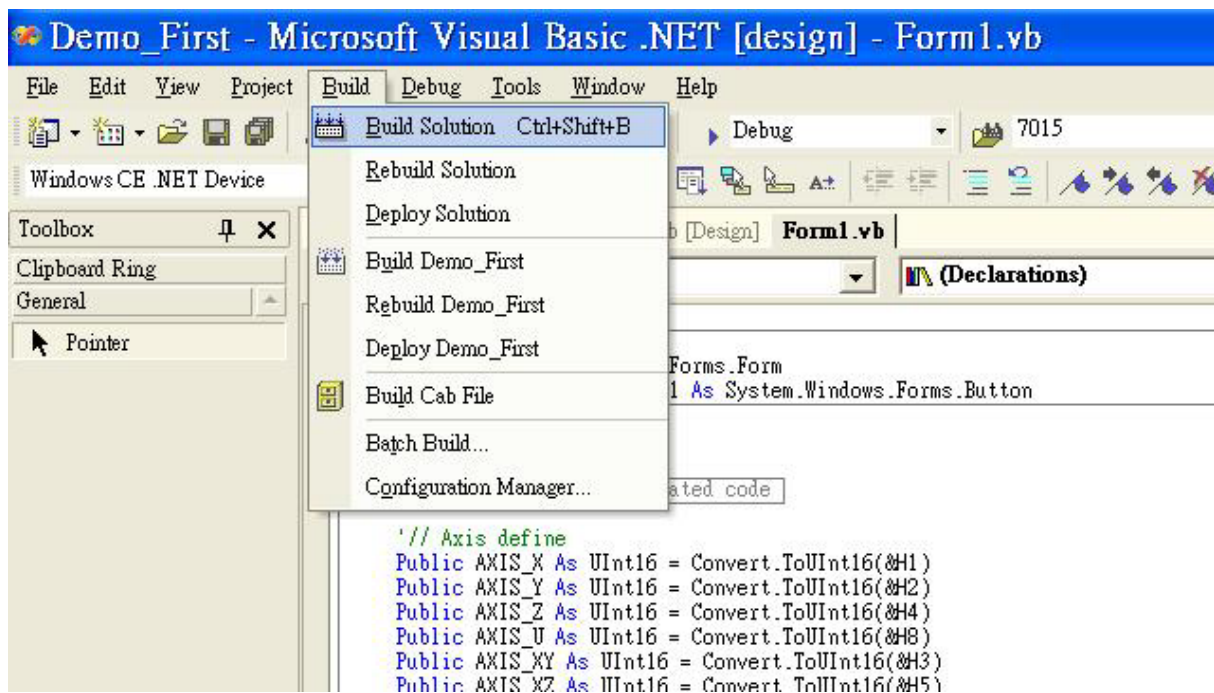 Demo_First - Microsoft Visual Basic .NET [design] - Form1.vb
File Edit View Project Build Debug Tools Window Help
Build Solution Ctrl+Shift+B
Debug
7015
Windows CE .NET Device
Rebuild Solution
Deploy Solution
Toolbox
[Design] Form1.vb
Clipboard Ring
Build Demo_First
(Declarations)
General
Rebuild Demo_First
Pointer
Deploy Demo_First
Forms.Form
1 As System.Windows.Forms.Button
Build Cab File
Batch Build...
Configuration Manager...
ated code
'// Axis define
Public AXIS_X As UInt16 = Convert.ToUInt16(&H1)
Public AXIS_Y As UInt16 = Convert.ToUInt16(&H2)
Public AXIS_Z As UInt16 = Convert.ToUInt16(&H4)
Public AXIS_U As UInt16 = Convert.ToUInt16(&H8)
Public AXIS_XY As UInt16 = Convert.ToUInt16(&H3)
Public AXIS_XZ As UInt16 = Convert.ToUInt16(&H5)